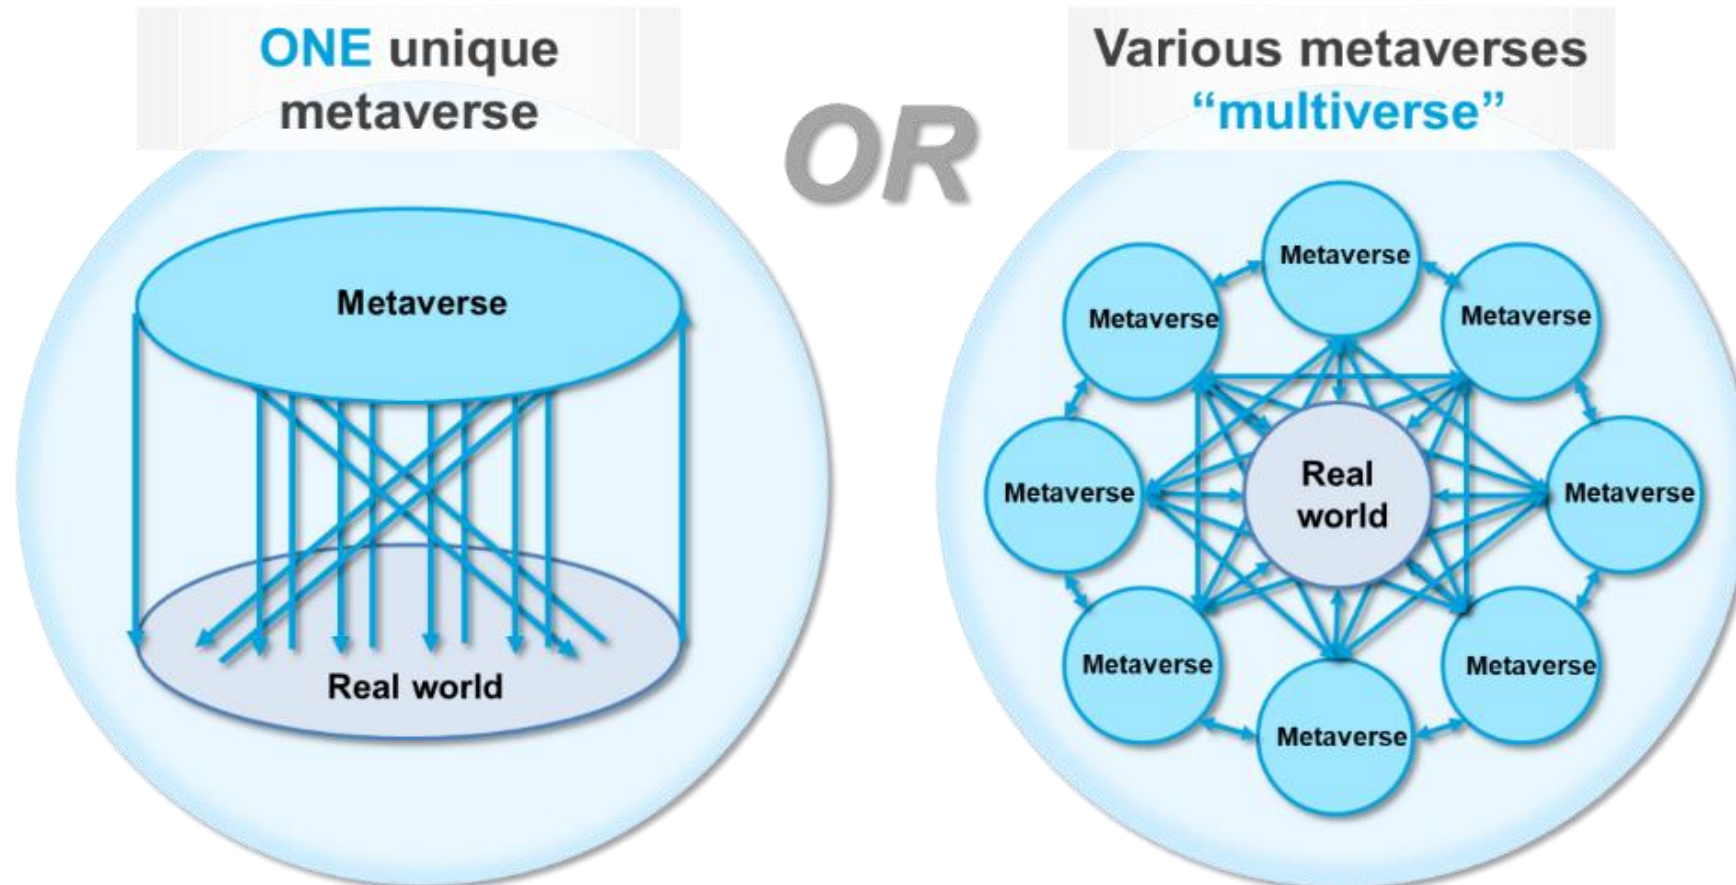 ONE unique
metaverse
OR
Various metaverses
“multiverse”
Metaverse
Real world
Metaverse
Metaverse
Metaverse
Metaverse
Real
world
Metaverse
Metaverse
Metaverse
Metaverse